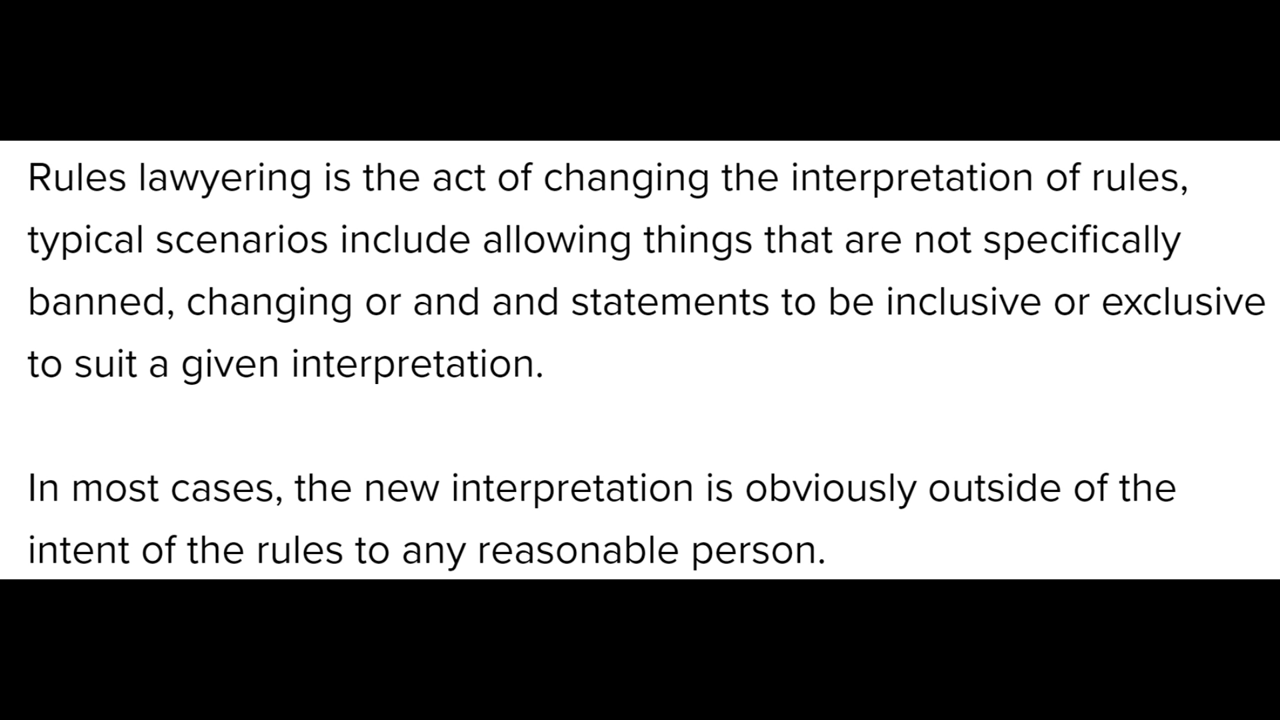 Rules lawyering is the act of changing the interpretation of rules,
typical scenarios include allowing things that are not specifically
banned, changing or and and statements to be inclusive or exclusive
to suit a given interpretation.
In most cases, the new interpretation is obviously outside of the
intent of the rules to any reasonable person.